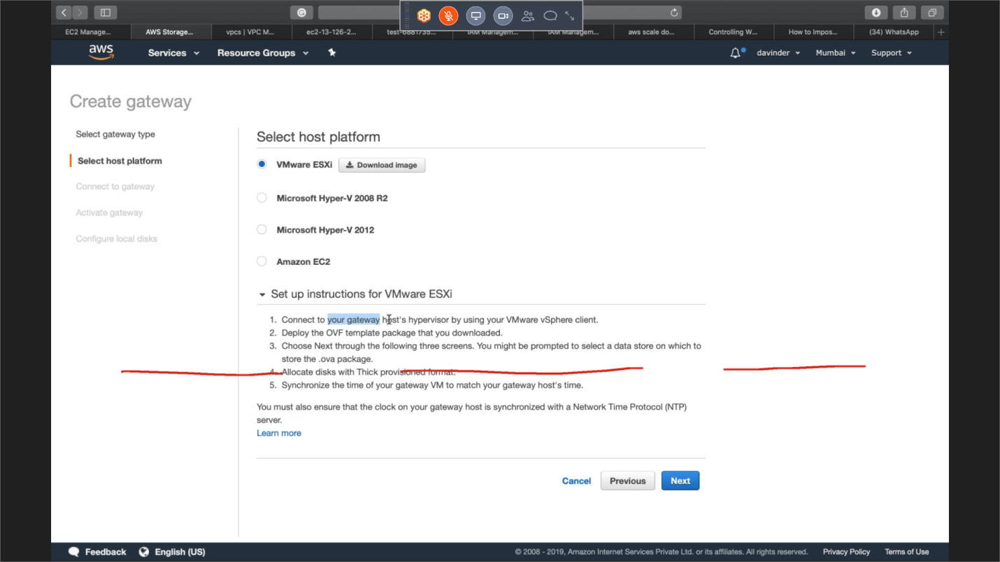 EC2 Manage...
AWS Storage...
vpcs | VPC M...
ec2-13-126-2...
test-6881735...
IAM Managem...
IAM Managem...
aws scale do...
Controlling W...
How to Impos...
(34) WhatsApp
aws
Services
Resource Groups
davinder
Mumbai
Support
Create gateway
Select gateway type
Select host platform
Connect to gateway
Activate gateway
Configure local disks
Select host platform
VMware ESXi
Download image
Microsoft Hyper-V 2008 R2
Microsoft Hyper-V 2012
Amazon EC2
Set up instructions for VMware ESXi
1. Connect to your gateway host's hypervisor by using your VMware vSphere client.
2. Deploy the OVF template package that you downloaded.
3. Choose Next through the following three screens. You might be prompted to select a data store on which to
store the .ova package.
4. Allocate disks with Thick provisioned format.
5. Synchronize the time of your gateway VM to match your gateway host's time.
You must also ensure that the clock on your gateway host is synchronized with a Network Time Protocol (NTP)
server.
Learn more
Cancel
Previous
Next
Feedback
English (US)
© 2008 - 2019, Amazon Internet Services Private Ltd. or its affiliates. All rights reserved.
Privacy Policy
Terms of Use